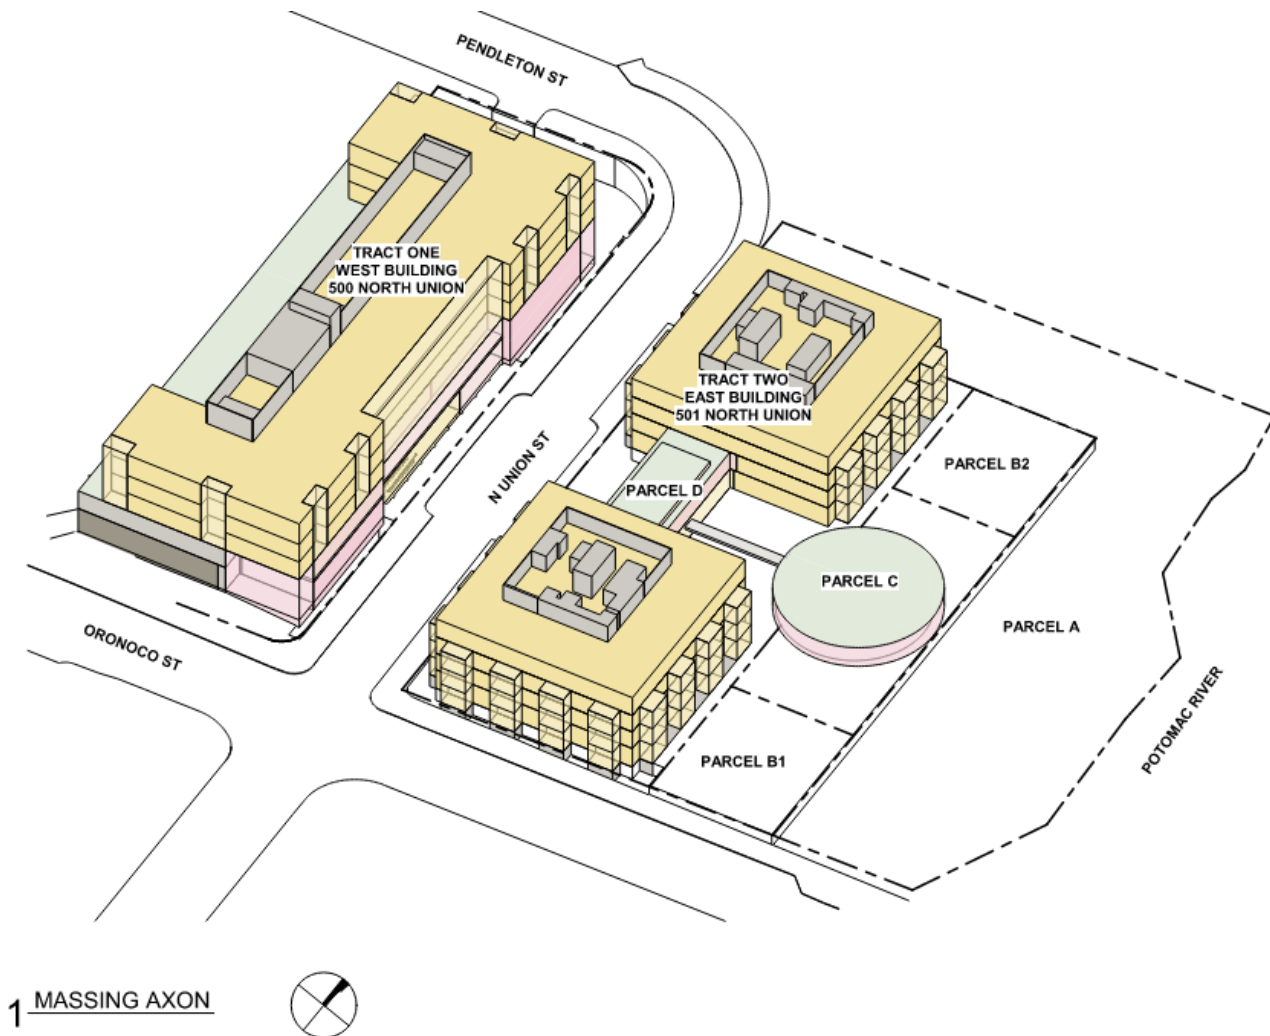 PENDLETON ST
TRACT ONE
WEST BUILDING
500 NORTH UNION
TRACT TWO
EAST BUILDING
501 NORTH UNION
N UNION ST
PARCEL B2
PARCEL D
PARCEL C
PARCEL A
ORONOCO ST
POTOMAC RIVER
PARCEL B1
1 MASSING AXON